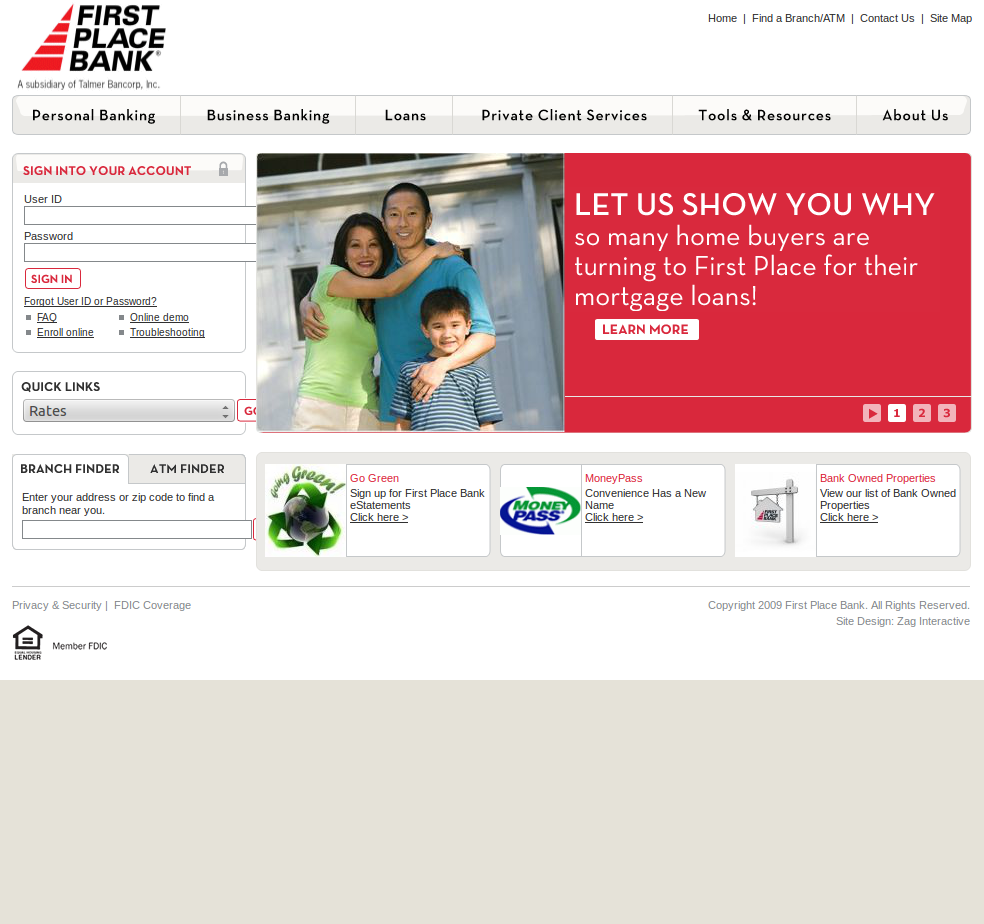 FIRST
PLACE
BANK®
A subsidiary of Talmer Bancorp, Inc.
Home | Find a Branch/ATM | Contact Us | Site Map
Personal Banking
Business Banking
Loans
Private Client Services
Tools & Resources
About Us
SIGN INTO YOUR ACCOUNT
User ID
Password
SIGN IN
Forgot User ID or Password?
FAQ
Online demo
Enroll online
Troubleshooting
QUICK LINKS
Rates
LET US SHOW YOU WHY
so many home buyers are
turning to First Place for their
mortgage loans!
LEARN MORE
1 2 3
BRANCH FINDER
ATM FINDER
Enter your address or zip code to find a
branch near you.
going Green!
Go Green
Sign up for First Place Bank
eStatements
Click here >
MONEY
PASS
MoneyPass
Convenience Has a New
Name
Click here >
FIRST
PLACE
BANK
Bank Owned Properties
View our list of Bank Owned
Properties
Click here >
Privacy & Security | FDIC Coverage
Copyright 2009 First Place Bank. All Rights Reserved.
Site Design: Zag Interactive
EQUAL HOUSING
LENDER
Member FDIC